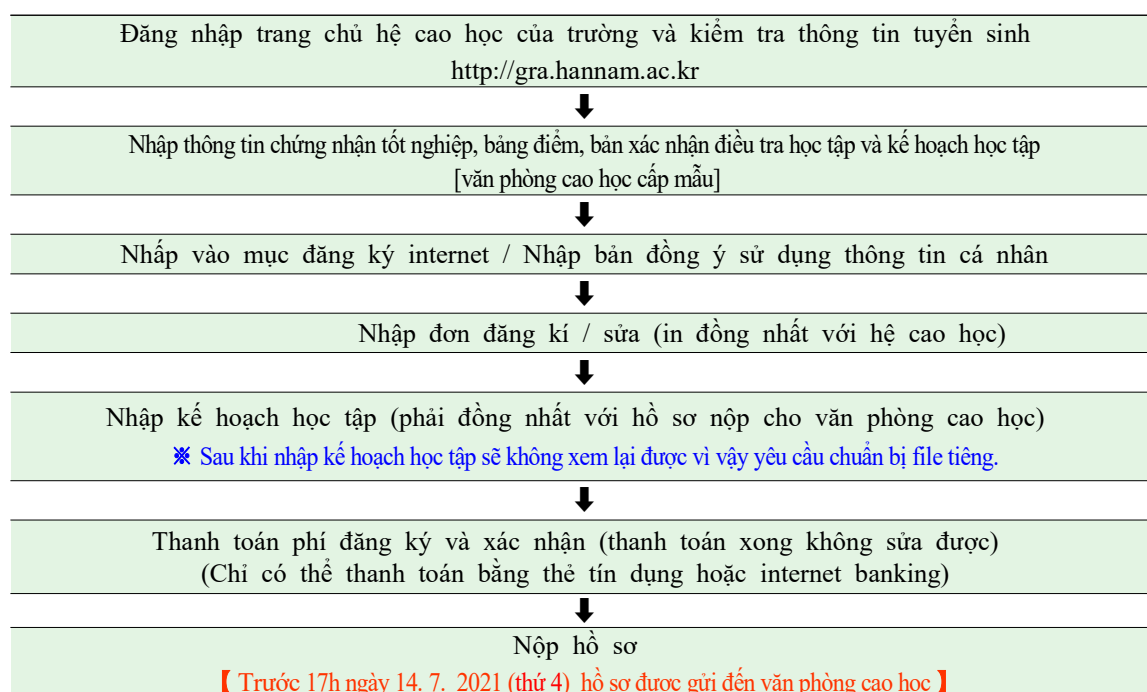 Đăng nhập trang chủ hệ cao học của trường và kiểm tra thông tin tuyển sinh
http://gra.hannam.ac.kr
Nhập thông tin chứng nhận tốt nghiệp, bảng điểm, bản xác nhận điều tra học tập và kế hoạch học tập
[văn phòng cao học cấp mẫu]
Nhấp vào mục đăng ký internet / Nhập bản đồng ý sử dụng thông tin cá nhân
Nhập đơn đăng kí / sửa (in đồng nhất với hệ cao học)
Nhập kế hoạch học tập (phải đồng nhất với hồ sơ nộp cho văn phòng cao học)
※ Sau khi nhập kế hoạch học tập sẽ không xem lại được vì vậy yêu cầu chuẩn bị file tiêng.
Thanh toán phí đăng ký và xác nhận (thanh toán xong không sửa được)
(Chỉ có thể thanh toán bằng thẻ tín dụng hoặc internet banking)
Nộp hồ sơ
【 Trước 17h ngày 14. 7. 2021 (thứ 4) hồ sơ được gửi đến văn phòng cao học 】